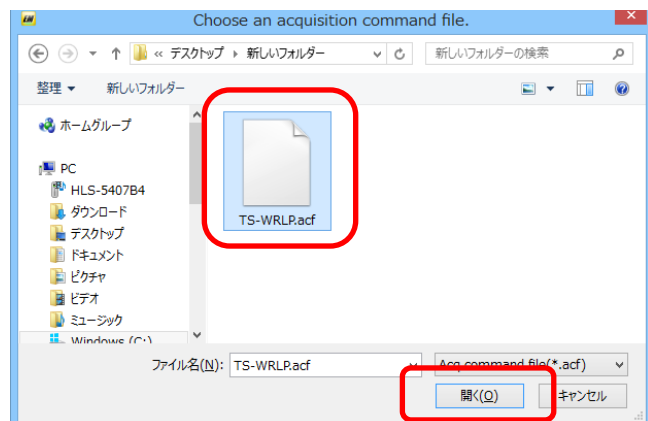 LW Choose an acquisition command file.
« デスクトップ ▸ 新しいフォルダー 新しいフォルダーの検索
整理 ▼ 新しいフォルダー
ホームグループ
PC
HLS-5407B4
ダウンロード
デスクトップ
ドキュメント
ピクチャ
ビデオ
ミュージック
Windows (C:)
TS-WRLP.acf
ファイル名(N): TS-WRLP.acf Acq command file(*.acf)
開く(O) キャンセル